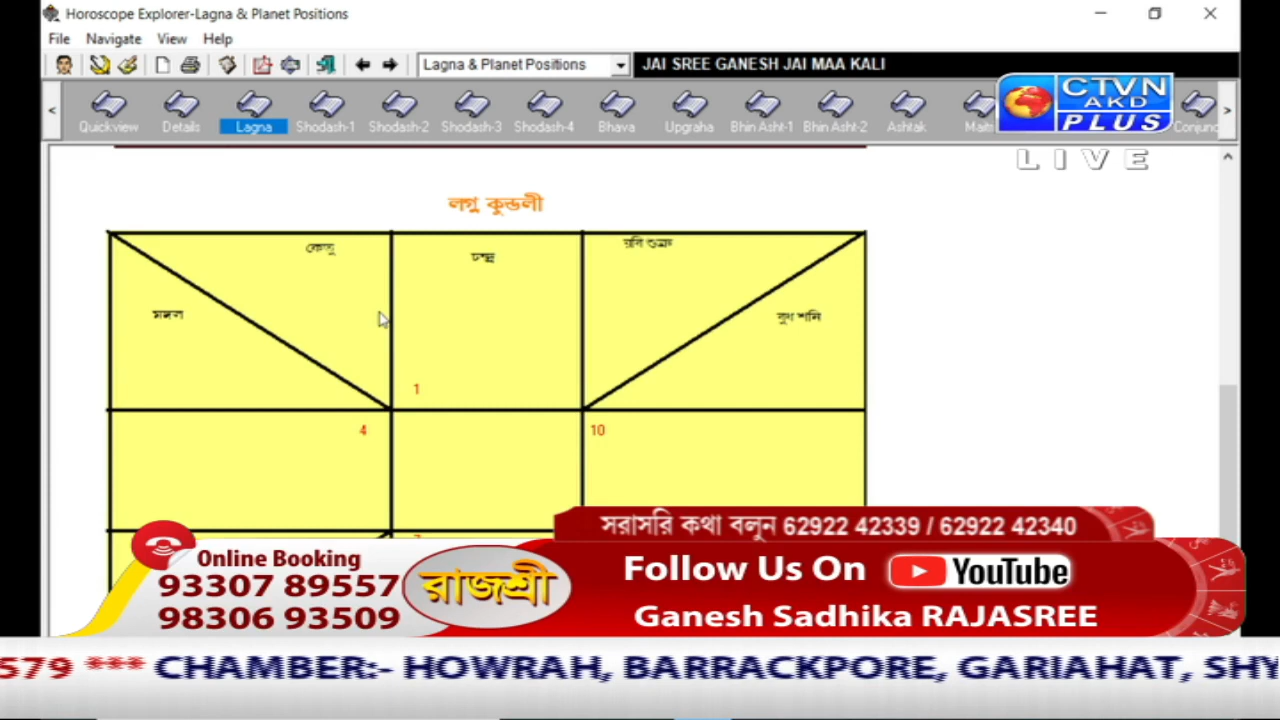 Horoscope Explorer-Lagna & Planet Positions
File Navigate View Help
Lagna & Planet Positions
JAI SREE GANESH JAI MAA KALI
Quickview Details Lagna Shodash-1 Shodash-2 Shodash-3 Shodash-4 Bhava Upgraha Bhin Asht-1 Bhin Asht-2 Ashtak
CTVN
AKD
PLUS
LIVE
লগ্ন কুন্ডলী
কেতু
চন্দ্র
রবি শুক্র
মঙ্গল
বুধ শনি
1
4
10
সরাসরি কথা বলুন 62922 42339 / 62922 42340
Online Booking
93307 89557
98306 93509
রাজশ্রী
Follow Us On YouTube
Ganesh Sadhika RAJASREE
579 *** CHAMBER:- HOWRAH, BARRACKPORE, GARIAHAT, SHY